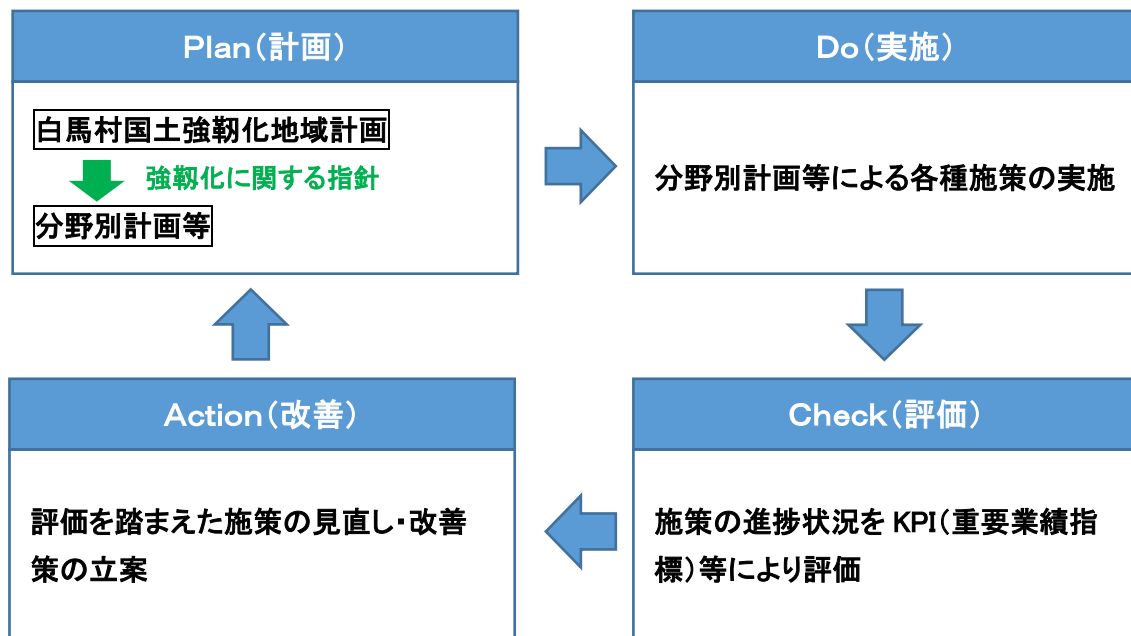 Plan(計画)
白馬村国土強靭化地域計画
強靱化に関する指針
分野別計画等
Do(実施)
分野別計画等による各種施策の実施
Check(評価)
施策の進捗状況を KPI(重要業績指
標)等により評価
Action(改善)
評価を踏まえた施策の見直し・改善
策の立案